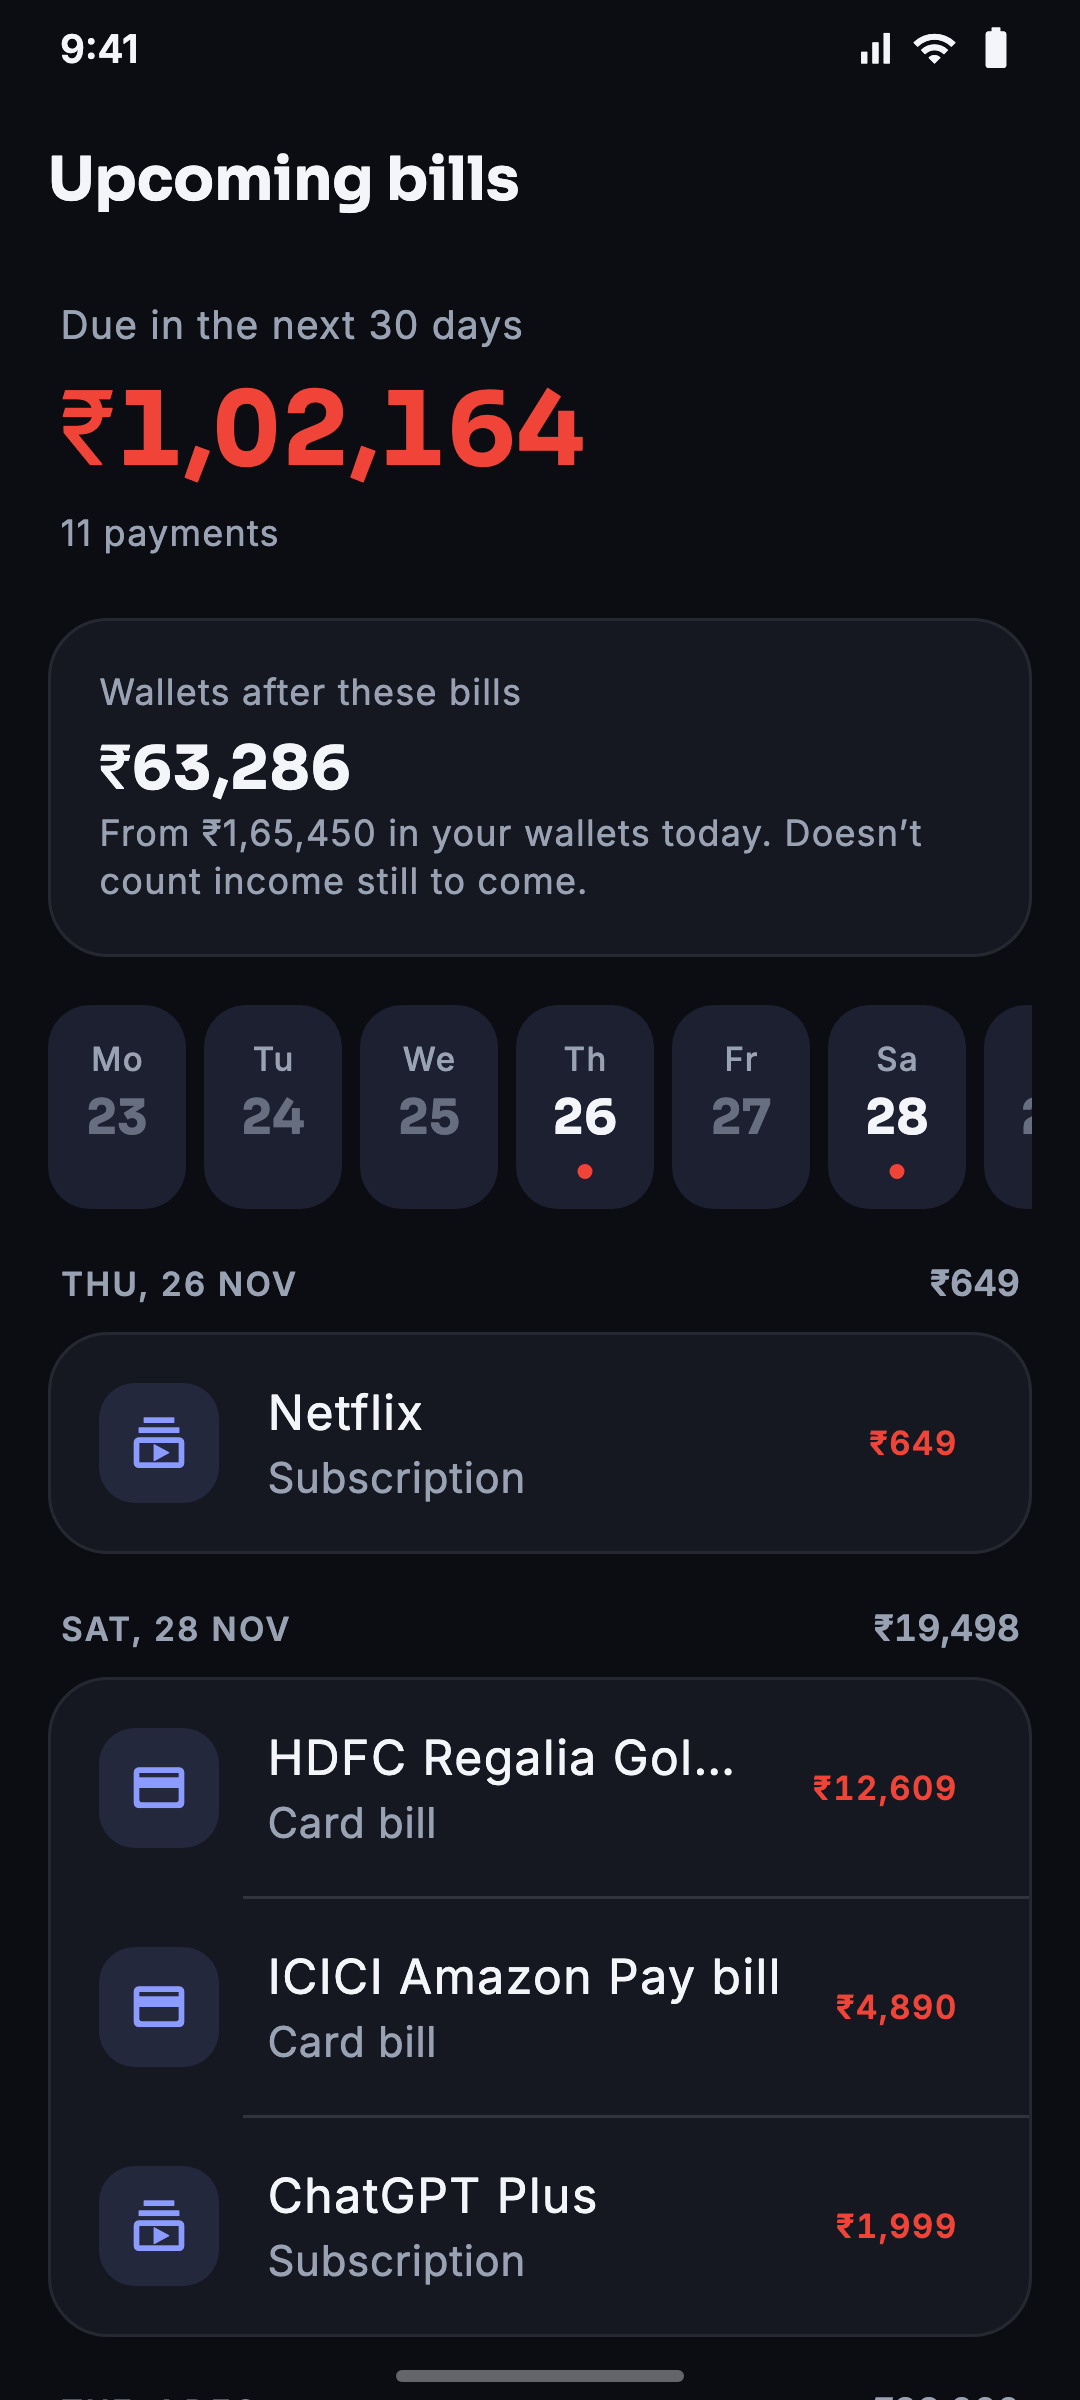 9:41
Upcoming bills
Due in the next 30 days
₹1,02,164
11 payments
Wallets after these bills
₹63,286
From ₹1,65,450 in your wallets today. Doesn’t
count income still to come.
Mo Tu We Th Fr Sa
23 24 25 26 27 28
THU, 26 NOV ₹649
Netflix
Subscription
₹649
SAT, 28 NOV ₹19,498
HDFC Regalia Gol...
Card bill
₹12,609
ICICI Amazon Pay bill
Card bill
₹4,890
ChatGPT Plus
Subscription
₹1,999